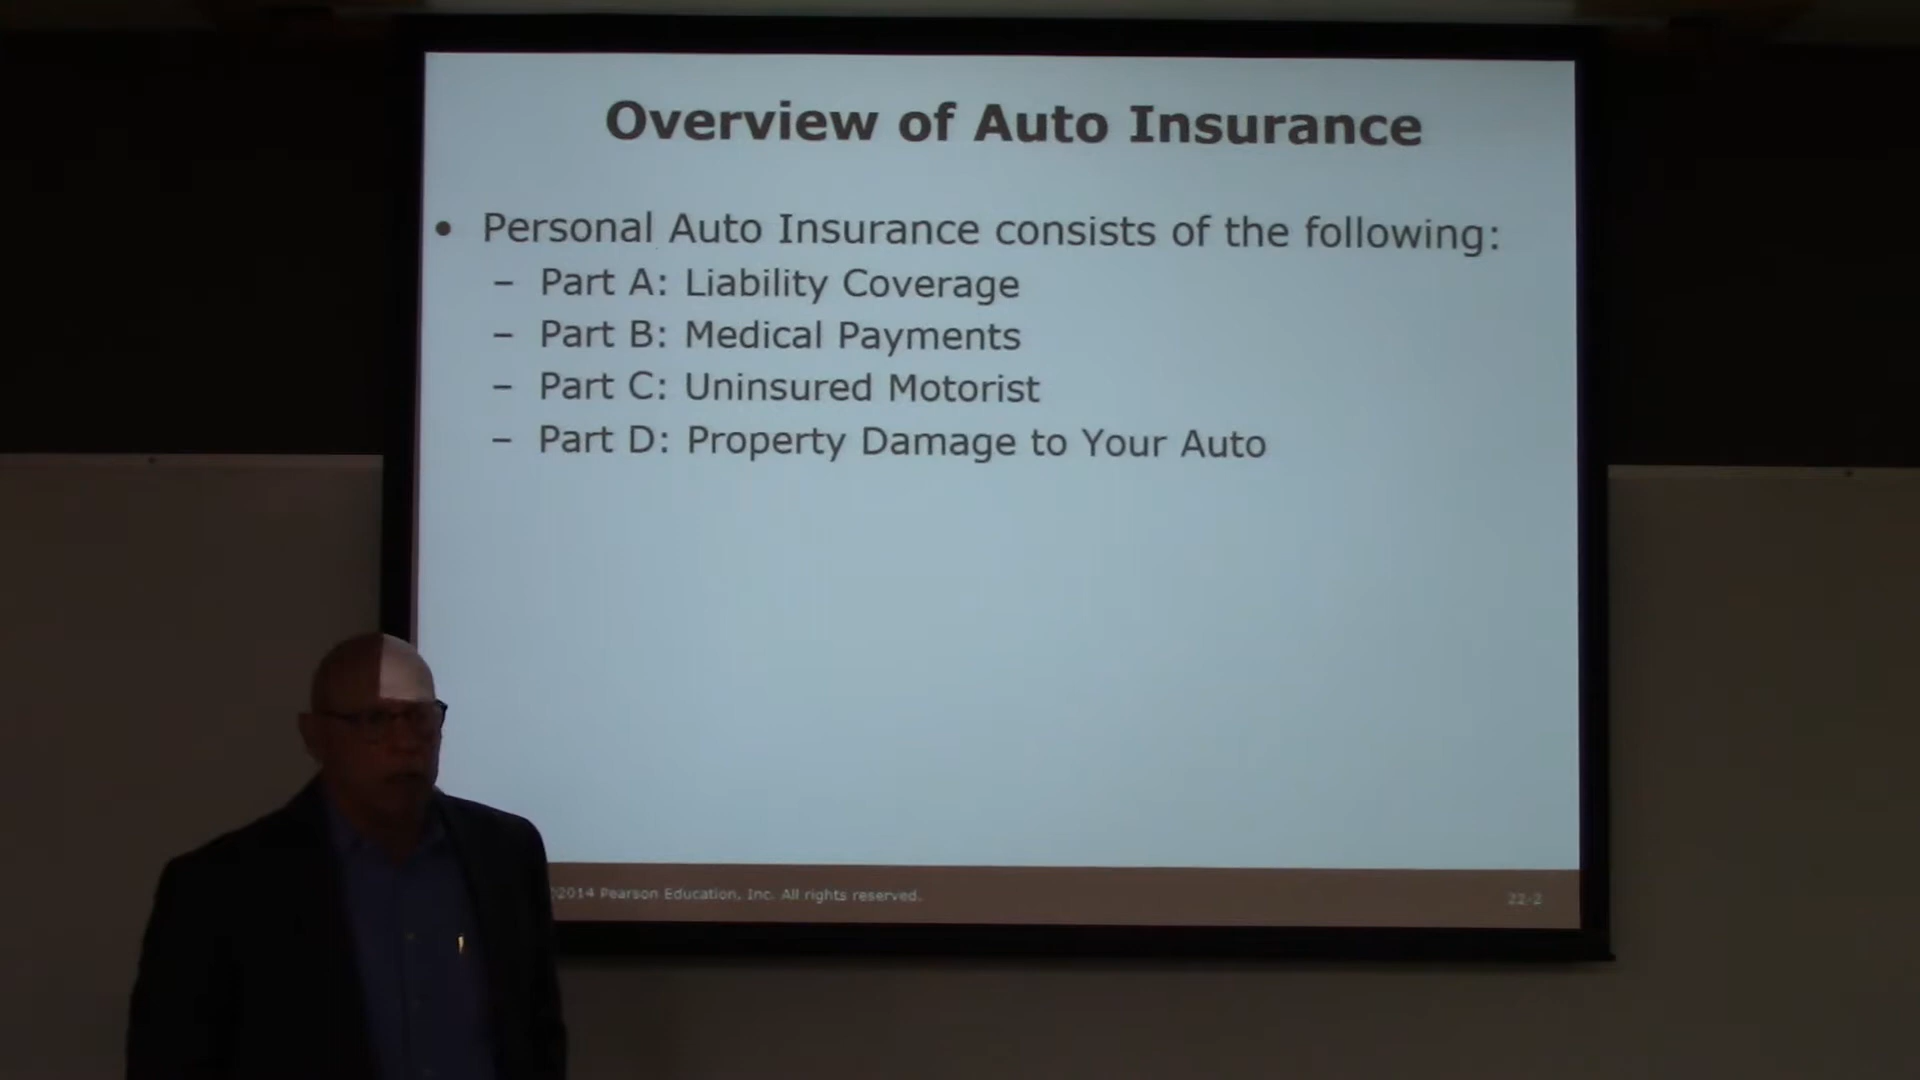 Overview of Auto Insurance
• Personal Auto Insurance consists of the following:
– Part A: Liability Coverage
– Part B: Medical Payments
– Part C: Uninsured Motorist
– Part D: Property Damage to Your Auto
©2014 Pearson Education, Inc. All rights reserved.
22-2